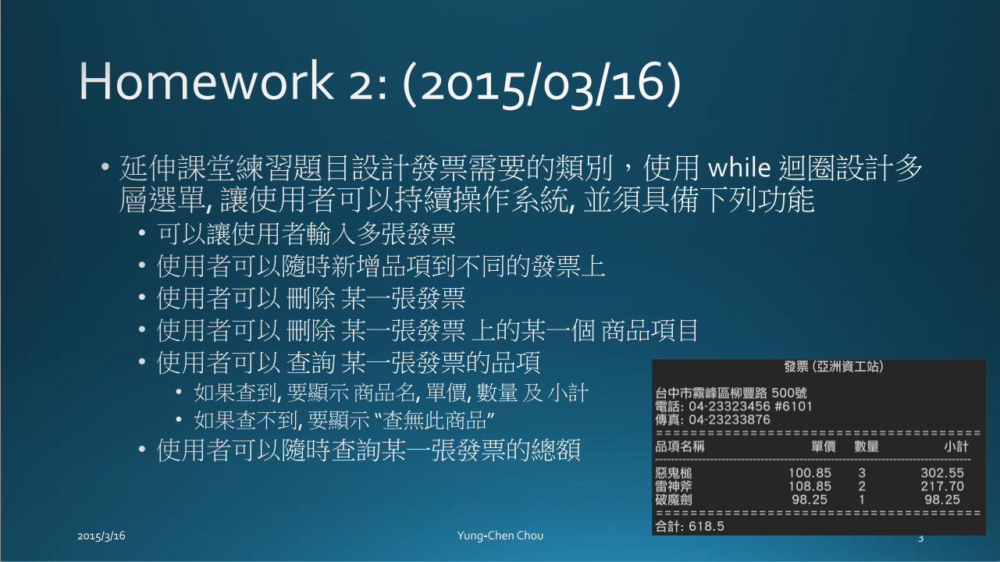 Homework 2: (2015/03/16)
• 延伸課堂練習題目設計發票需要的類別，使用 while 迴圈設計多
層選單, 讓使用者可以持續操作系統, 並須具備下列功能
• 可以讓使用者輸入多張發票
• 使用者可以隨時新增品項到不同的發票上
• 使用者可以 刪除 某一張發票
• 使用者可以 刪除 某一張發票 上的某一個 商品項目
• 使用者可以 查詢 某一張發票的品項
• 如果查到, 要顯示 商品名, 單價, 數量 及 小計
• 如果查不到, 要顯示 “查無此商品”
• 使用者可以隨時查詢某一張發票的總額
發票 (亞洲資工站)
台中市霧峰區柳豐路 500號
電話: 04-23323456 #6101
傳真: 04-23233876
======================================
品項名稱 單價 數量 小計
--------------------------------------------------------------------------------
惡鬼槌 100.85 3 302.55
雷神斧 108.85 2 217.70
破魔劍 98.25 1 98.25
======================================
合計: 618.5
2015/3/16 Yung-Chen Chou 3